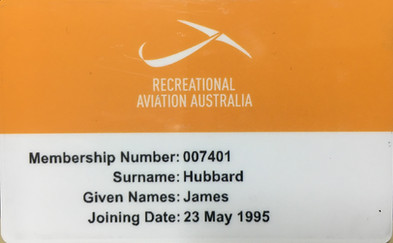 RECREATIONAL
AVIATION AUSTRALIA
Membership Number: 007401
Surname: Hubbard
Given Names: James
Joining Date: 23 May 1995